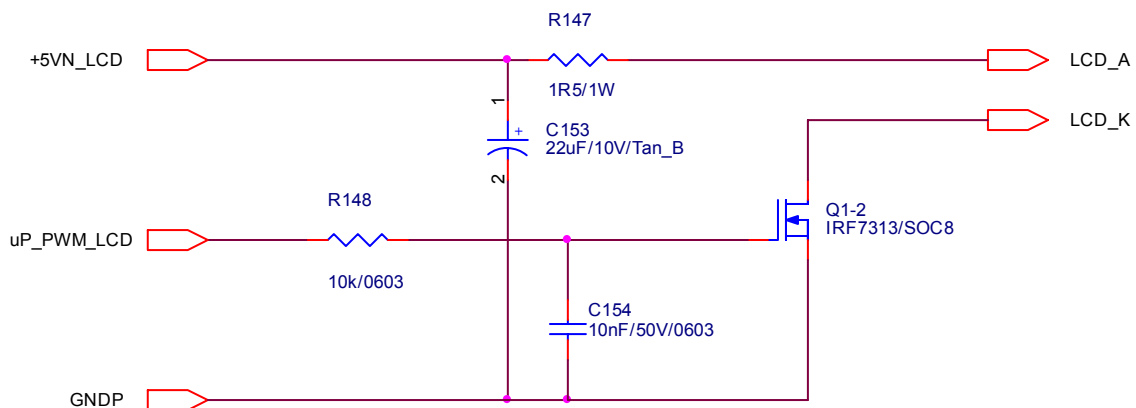 R147
+5VN_LCD
LCD_A
1R5/1W
1
LCD_K
+
C153
22uF/10V/Tan_B
2
R148
Q1-2
IRF7313/SOC8
uP_PWM_LCD
10k/0603
C154
10nF/50V/0603
GNDP